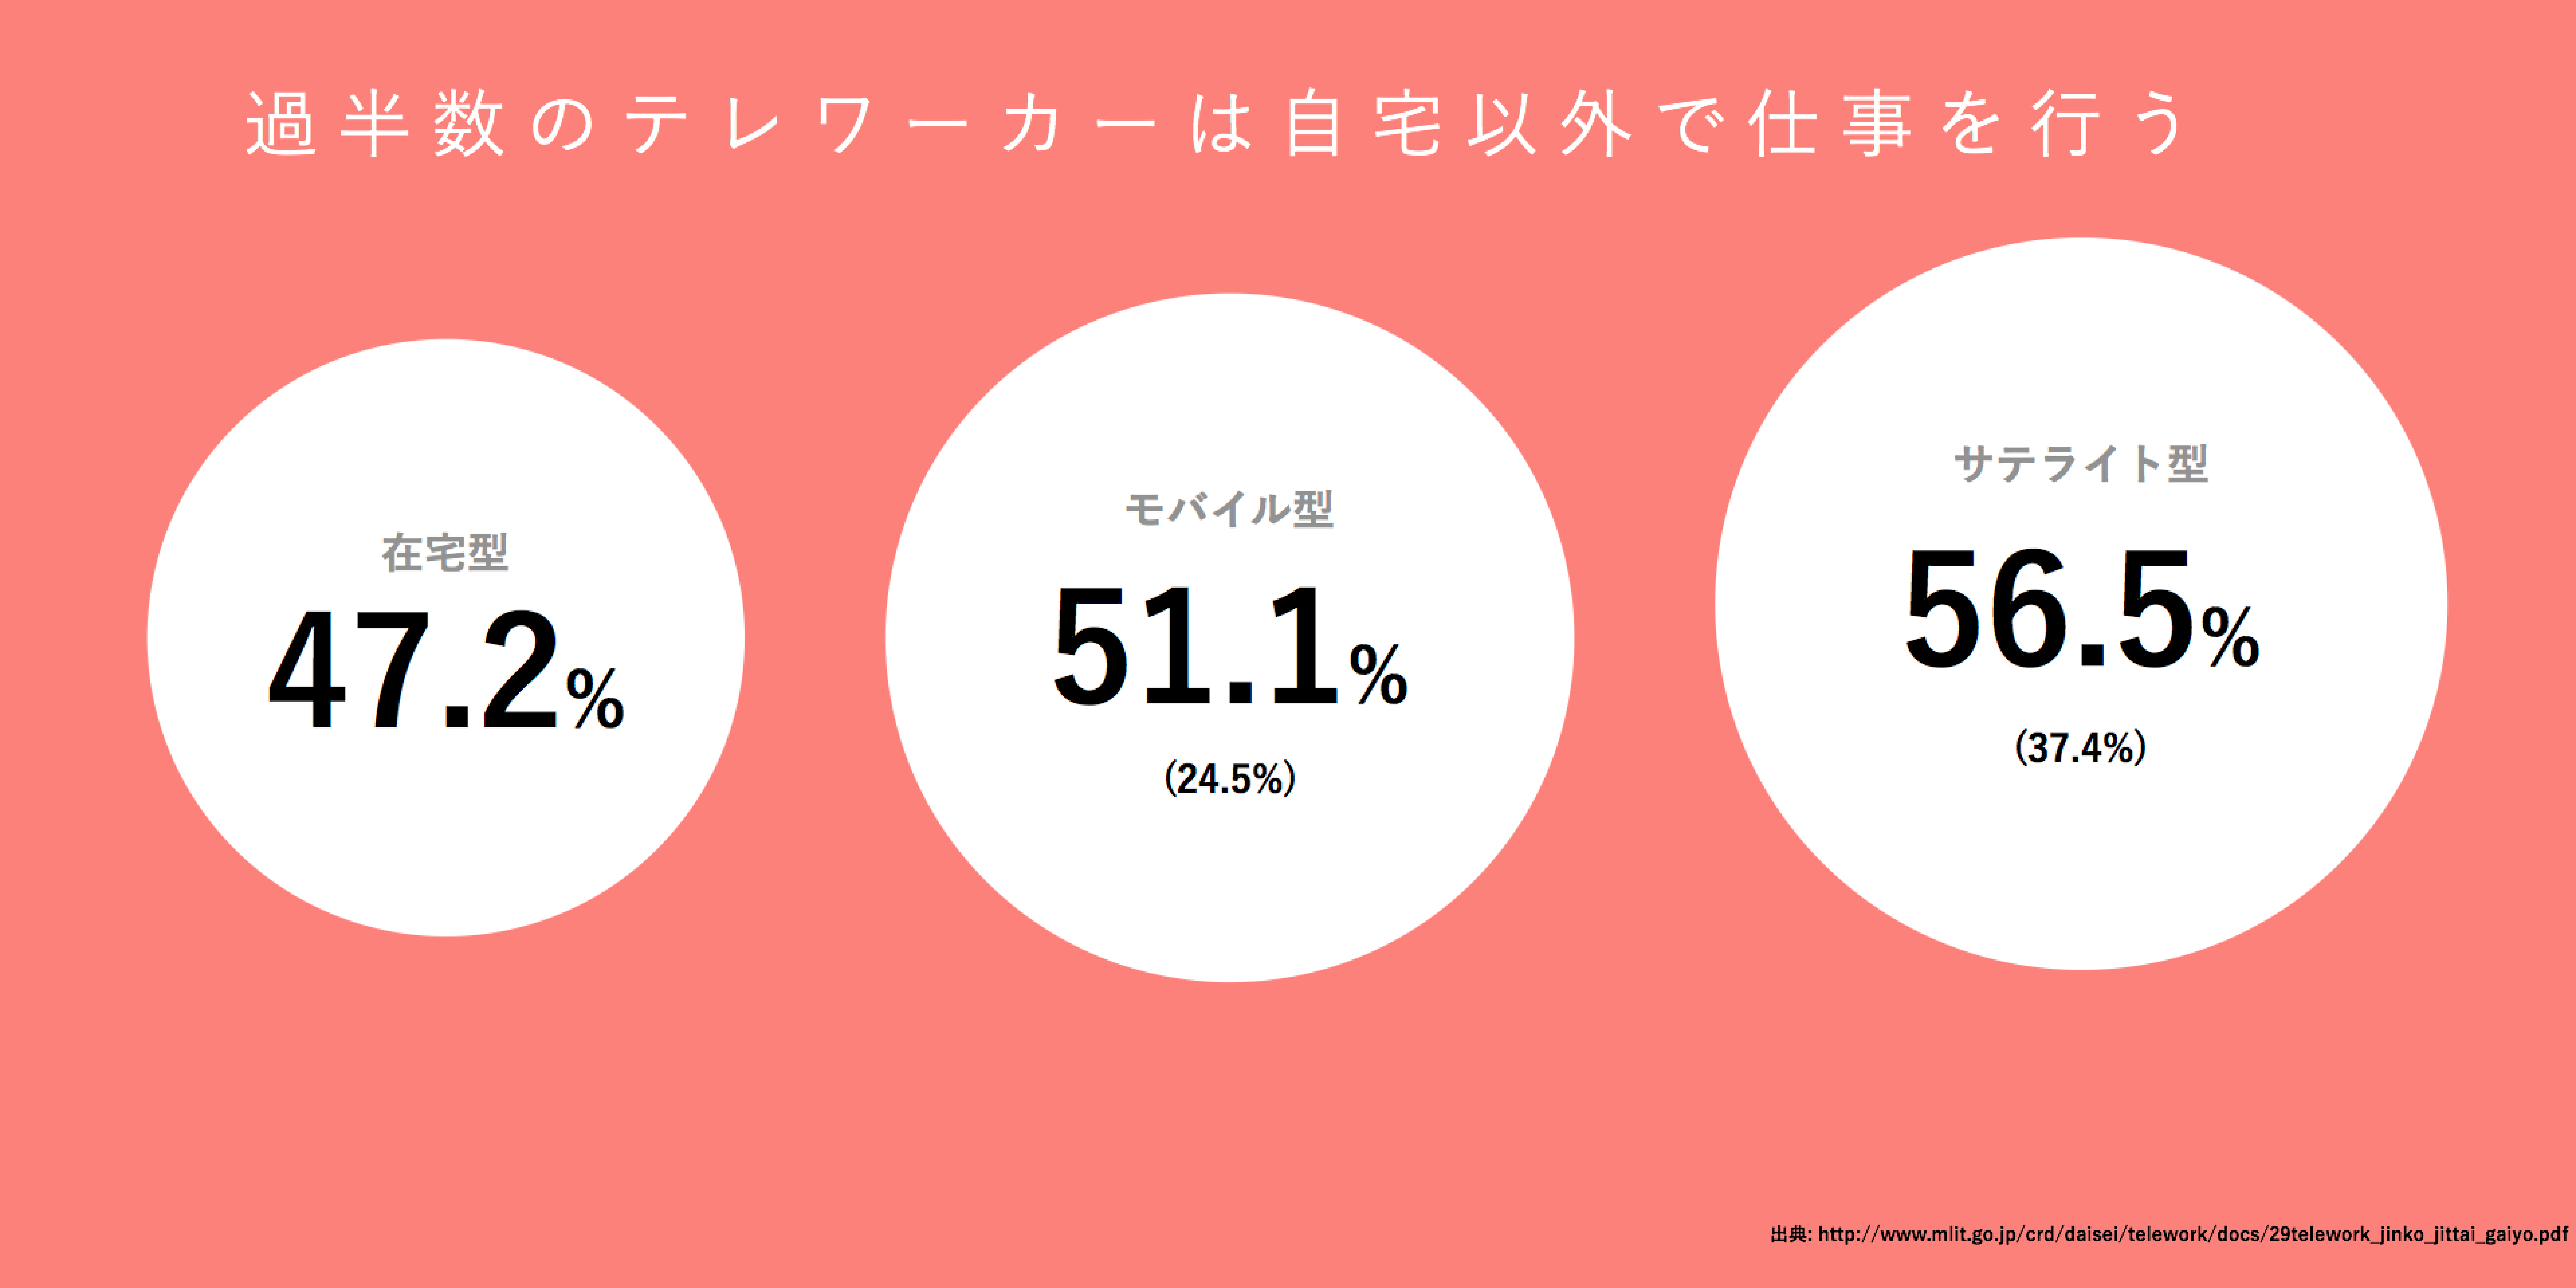 過半数のテレワーカーは自宅以外で仕事を行う
在宅型
47.2%
モバイル型
51.1%
(24.5%)
サテライト型
56.5%
(37.4%)
出典: http://www.mlit.go.jp/crd/daisei/telework/docs/29telework_jinko_jittai_gaiyo.pdf